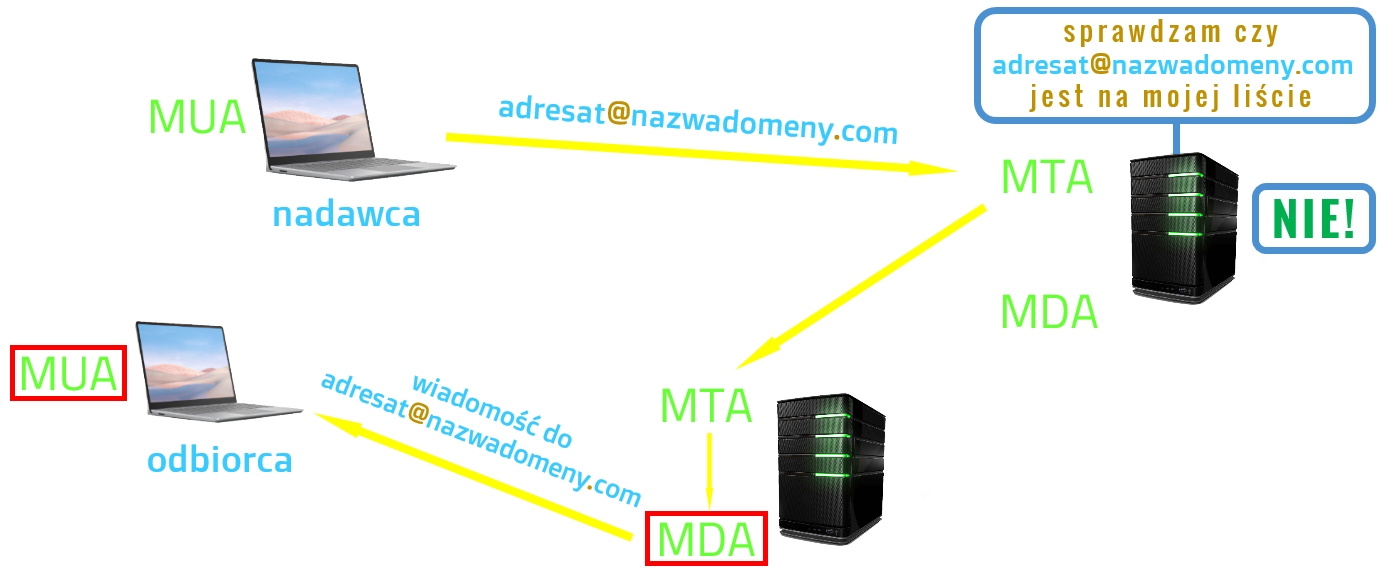 sprawdzam czy
adresat@nazwadomeny.com
jest na mojej liście
MUA
adresat@nazwadomeny.com
nadawca
MTA
NIE!
MDA
MUA
odbiorca
wiadomość do
adresat@nazwadomeny.com
MTA
MDA